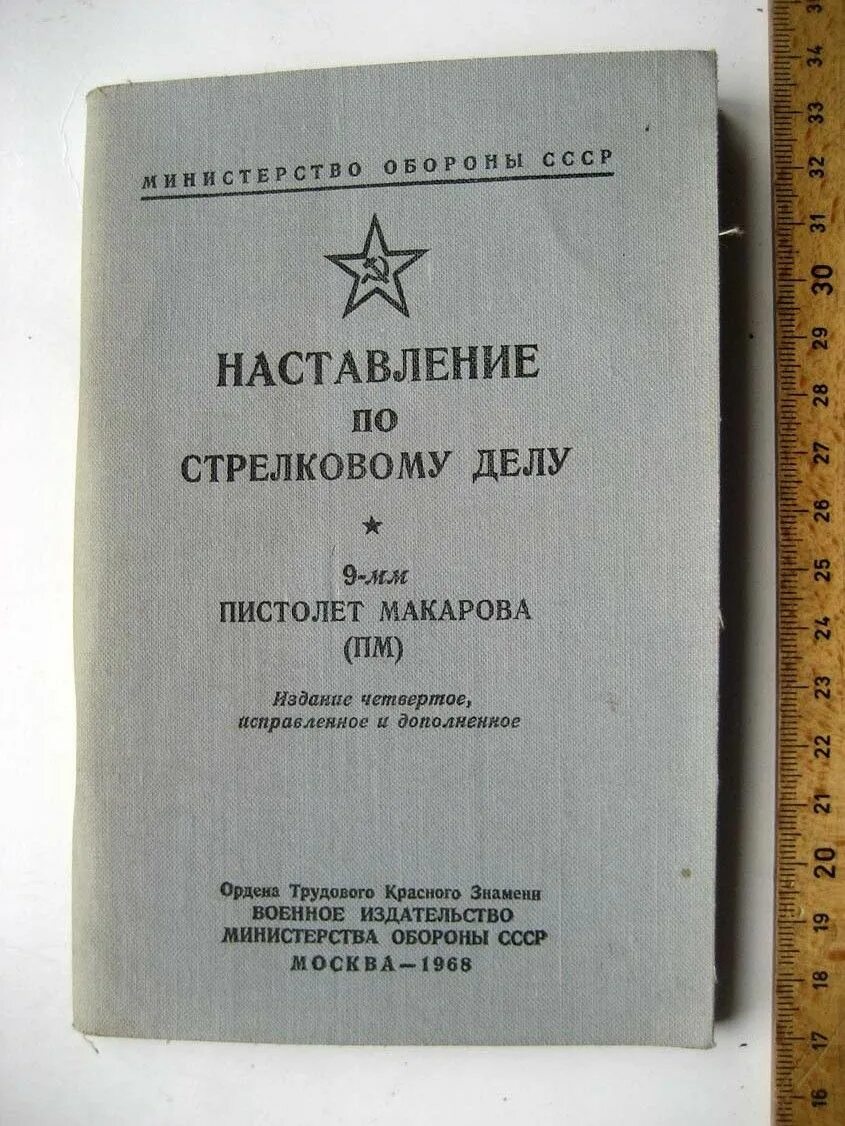 МИНИСТЕРСТВО ОБОРОНЫ СССР
НАСТАВЛЕНИЕ
ПО
СТРЕЛКОВОМУ ДЕЛУ
9-мм
ПИСТОЛЕТ МАКАРОВА
(ПМ)
Издание четвертое,
исправленное и дополненное
Ордена Трудового Красного Знамени
ВОЕННОЕ ИЗДАТЕЛЬСТВО
МИНИСТЕРСТВА ОБОРОНЫ СССР
МОСКВА—1968
34
33
32
31
30
29
28
27
26
25
24
23
22
21
20
19
18
17
16